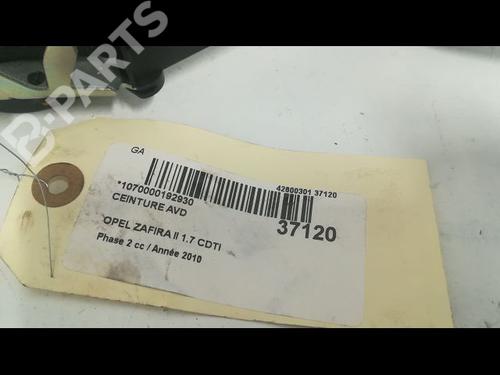 B-PARTS
GA
42800301 37120
*1070000192930
37120
CEINTURE AVD
OPEL ZAFIRA II 1.7 CDTI
Phase 2 cc / Année 2010